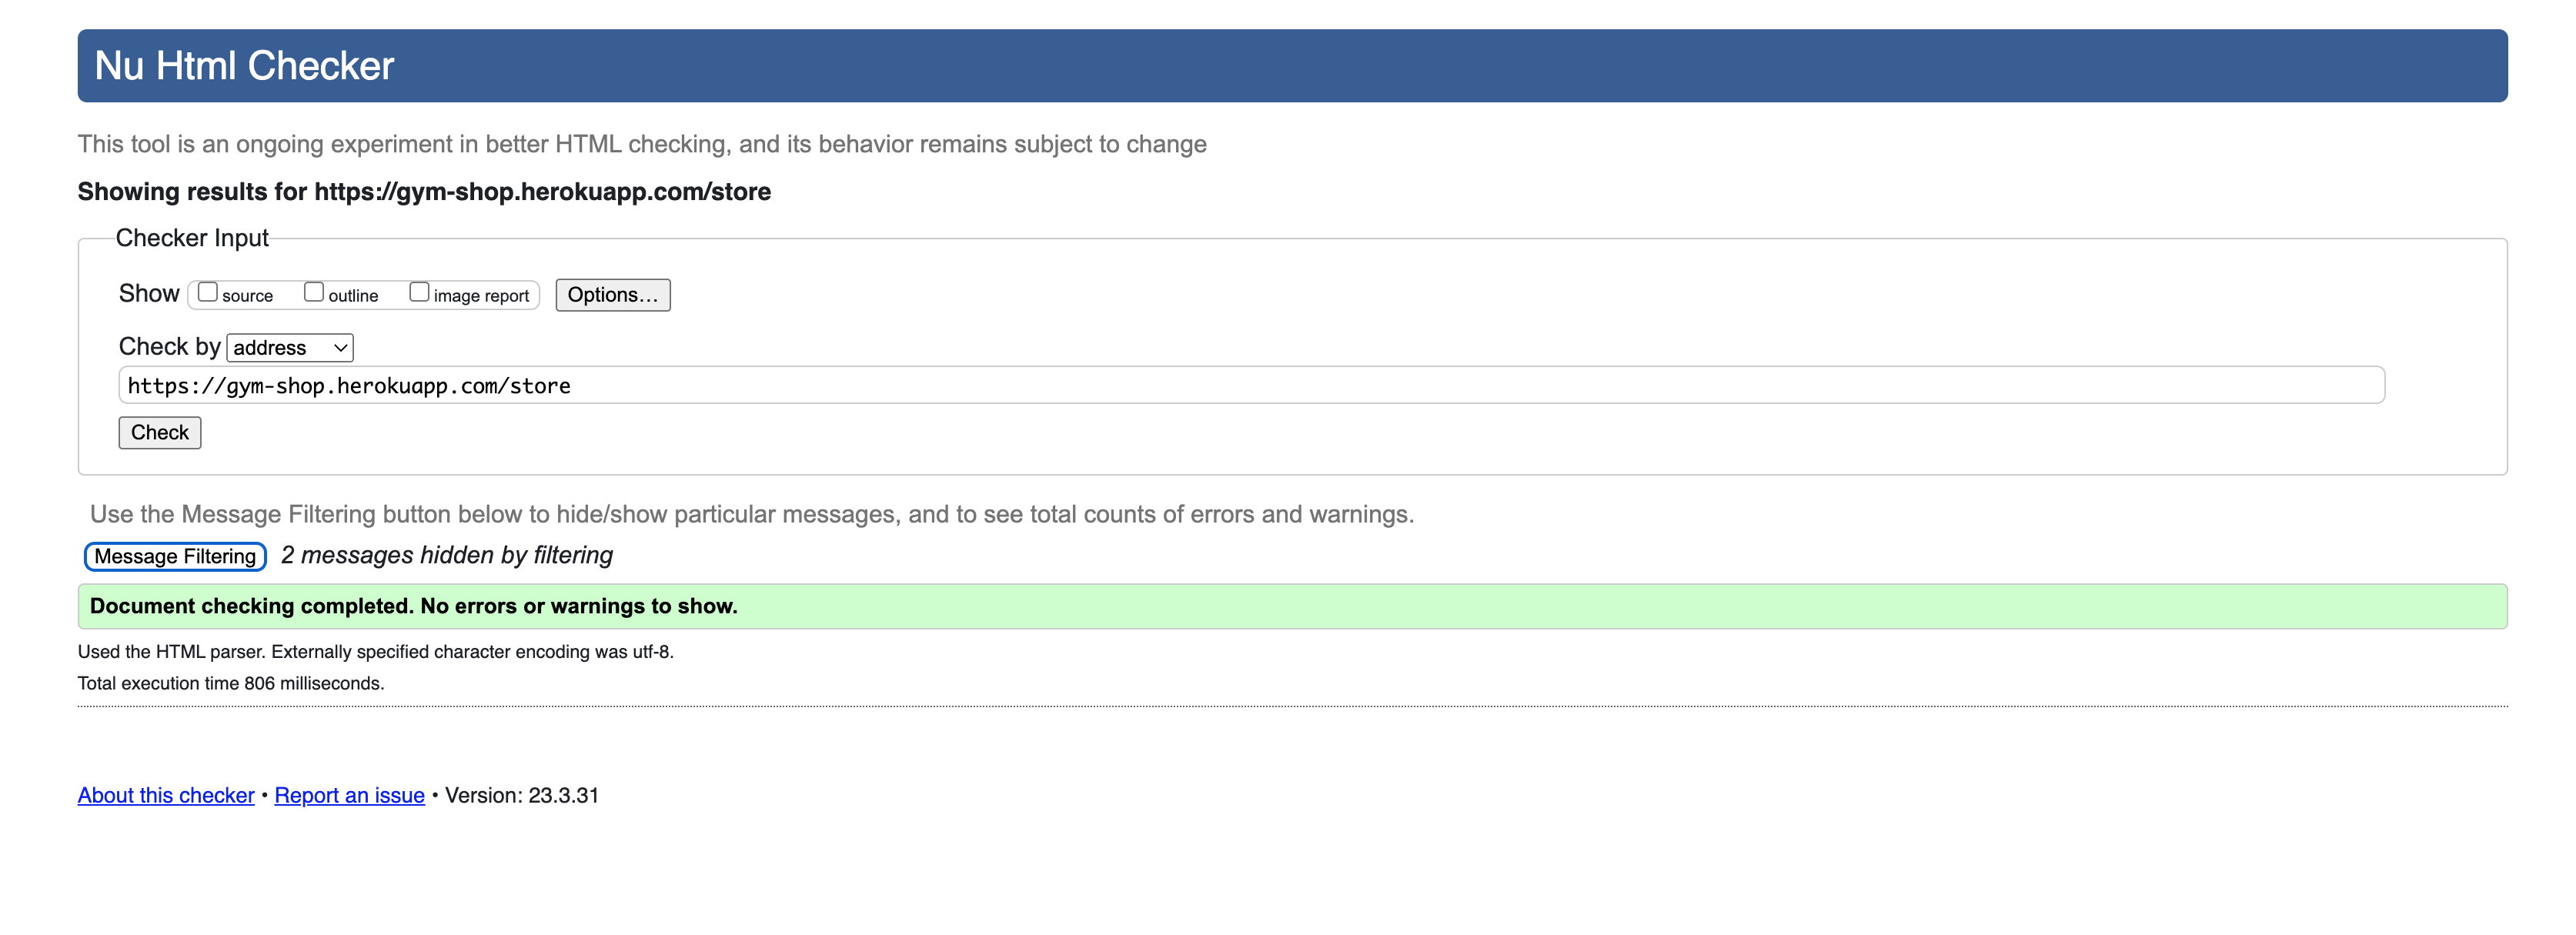 Nu Html Checker
This tool is an ongoing experiment in better HTML checking, and its behavior remains subject to change
Showing results for https://gym-shop.herokuapp.com/store
Checker Input
Show source outline image report Options...
Check by address
https://gym-shop.herokuapp.com/store
Check
Use the Message Filtering button below to hide/show particular messages, and to see total counts of errors and warnings.
Message Filtering 2 messages hidden by filtering
Document checking completed. No errors or warnings to show.
Used the HTML parser. Externally specified character encoding was utf-8.
Total execution time 806 milliseconds.
About this checker • Report an issue • Version: 23.3.31